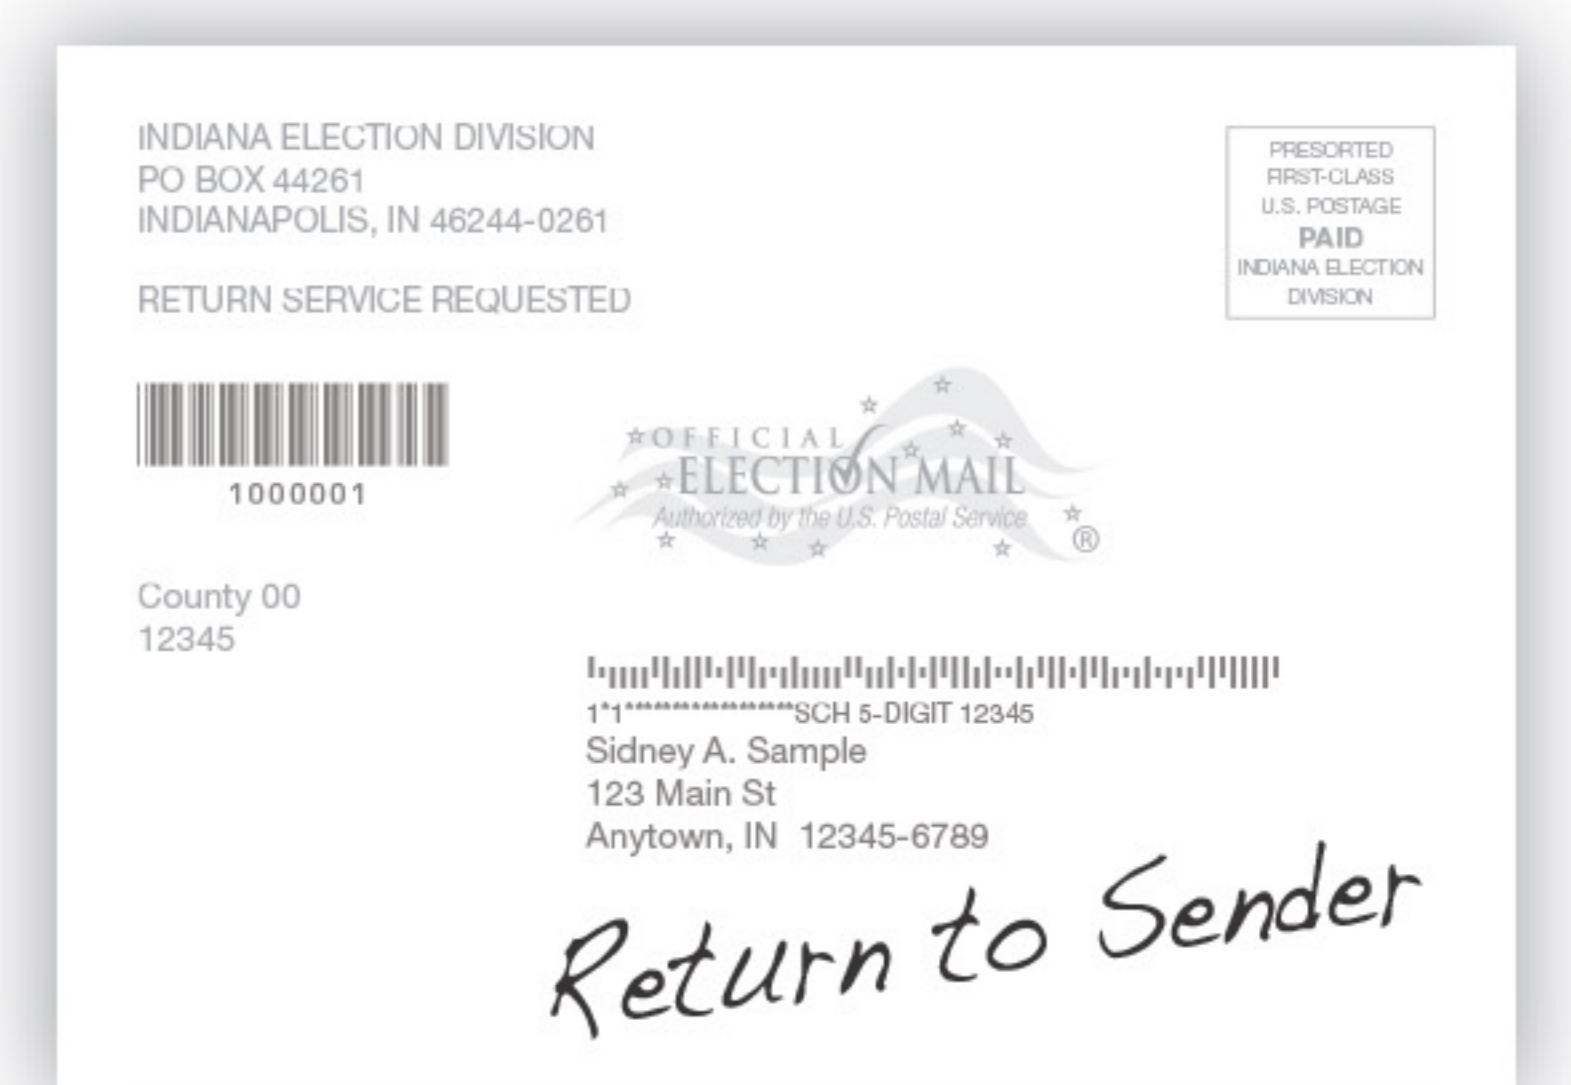 INDIANA ELECTION DIVISION
PO BOX 44261
INDIANAPOLIS, IN 46244-0261
RETURN SERVICE REQUESTED
PRESORTED
FIRST-CLASS
U.S. POSTAGE
PAID
INDIANA ELECTION
DIVISION
1000001
OFFICIAL
ELECTION MAIL
Authorized by the U.S. Postal Service
®
County 00
12345
1*1******************SCH 5-DIGIT 12345
Sidney A. Sample
123 Main St
Anytown, IN 12345-6789
Return to Sender